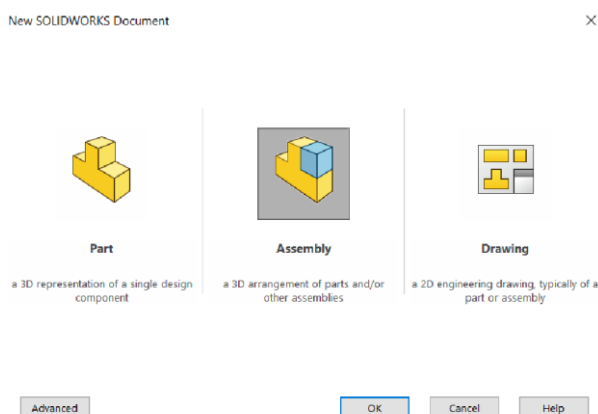 New SOLIDWORKS Document
Part
a 3D representation of a single design
component
Assembly
a 3D arrangement of parts and/or
other assemblies
Drawing
a 2D engineering drawing, typically of a
part or assembly
Advanced
OK
Cancel
Help